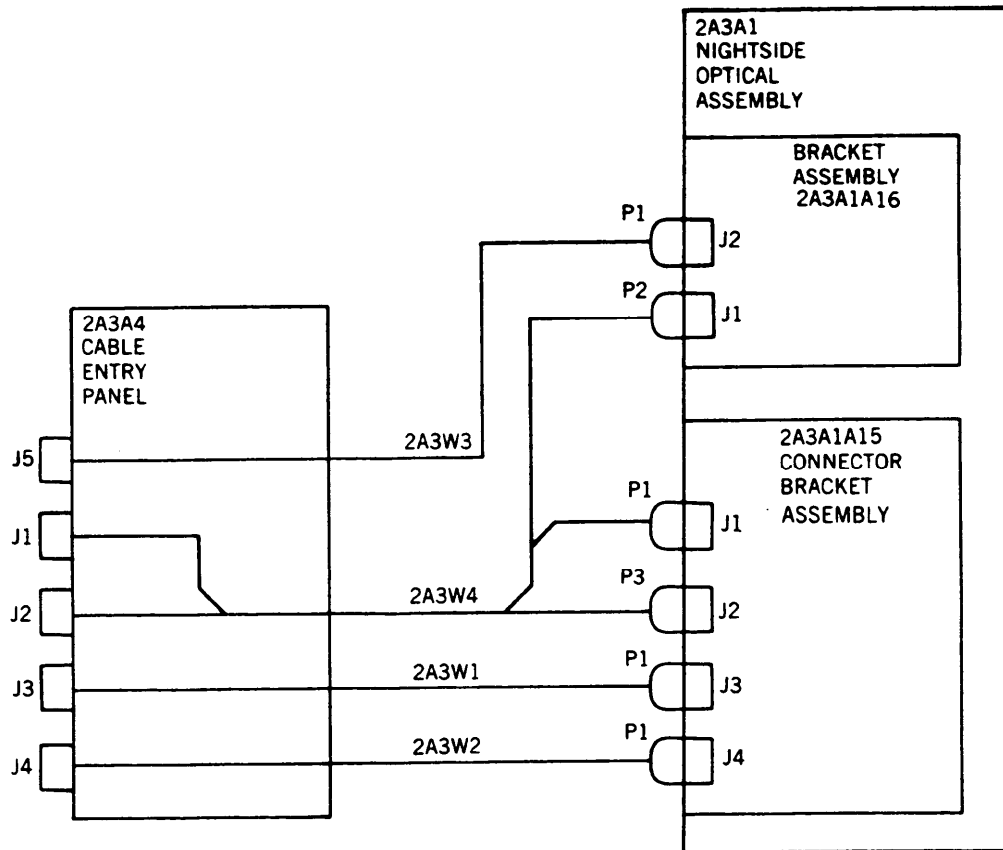 2A3A1
NIGHTSIDE
OPTICAL
ASSEMBLY
BRACKET
ASSEMBLY
2A3A1A16
P1
J2
P2
J1
2A3A4
CABLE
ENTRY
PANEL
2A3W3
J5
2A3A1A15
CONNECTOR
BRACKET
ASSEMBLY
P1
J1
J1
P3
2A3W4
J2
J2
P1
2A3W1
J3
J3
P1
2A3W2
J4
J4